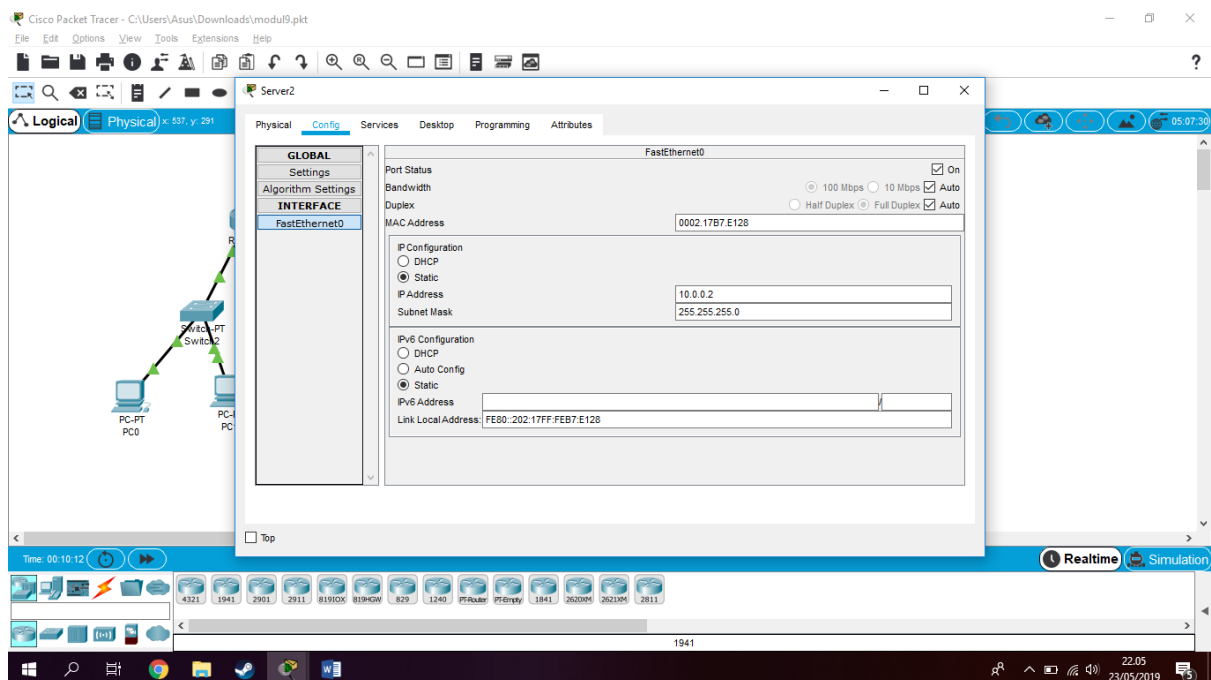 Cisco Packet Tracer - C:\Users\Asus\Downloads\modul9.pkt
File Edit Options View Tools Extensions Help
?
Server2
Logical Physical x: 537, y: 291
05:07:30
Physical Config Services Desktop Programming Attributes
GLOBAL
Settings
Algorithm Settings
INTERFACE
FastEthernet0
FastEthernet0
Port Status On
Bandwidth 100 Mbps 10 Mbps Auto
Duplex Half Duplex Full Duplex Auto
MAC Address 0002.17B7.E128
IP Configuration
DHCP
Static
IP Address 10.0.0.2
Subnet Mask 255.255.255.0
IPv6 Configuration
DHCP
Auto Config
Static
IPv6 Address /
Link Local Address: FE80::202:17FF:FEB7:E128
Top
R
Switch-PT
Switch2
PC-PT
PC0
PC-
PC
Time: 00:10:12
Realtime Simulation
4321 1941 2901 2911 819IOX 819HGW 829 1240 PT-Router PT-Empty 1841 2620XM 2621XM 2811
1941
22.05
23/05/2019
5